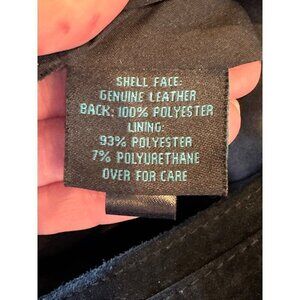 SHELL FACE:
GENUINE LEATHER
BACK: 100% POLYESTER
LINING:
93% POLYESTER
7% POLYURETHANE
OVER FOR CARE